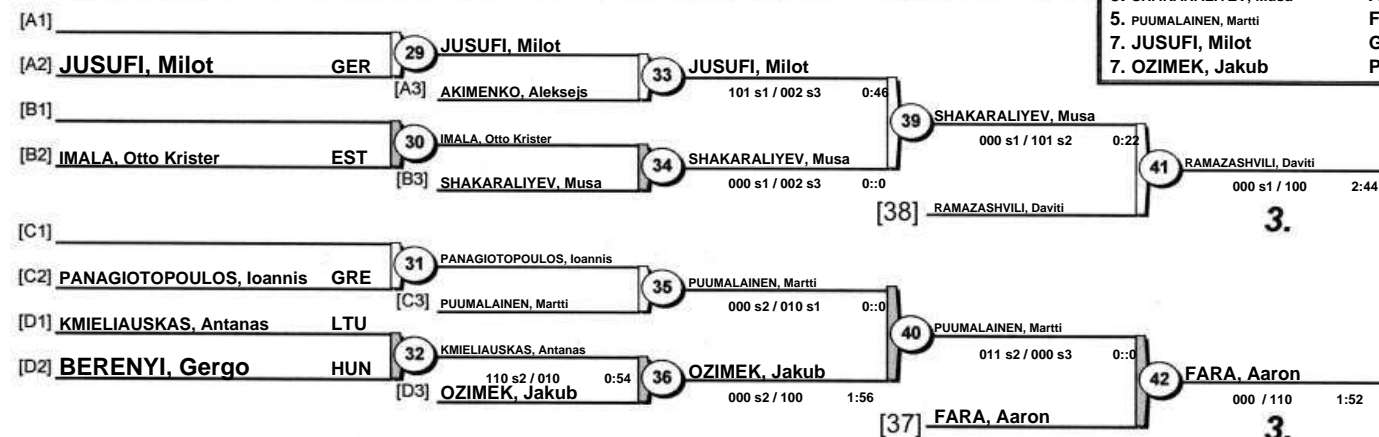 5. PUUMALAINEN, Martti F
7. JUSUFI, Milot G
7. OZIMEK, Jakub P
[A1]
[A2] JUSUFI, Milot GER
29
JUSUFI, Milot
[A3] AKIMENKO, Aleksejs
33
JUSUFI, Milot
101 s1 / 002 s3 0:46
[B1]
[B2] IMALA, Otto Krister EST
30
IMALA, Otto Krister
[B3] SHAKARALIYEV, Musa
34
SHAKARALIYEV, Musa
000 s1 / 002 s3 0::0
39
SHAKARALIYEV, Musa
000 s1 / 101 s2 0:22
[38] RAMAZASHVILI, Daviti
41
RAMAZASHVILI, Daviti
000 s1 / 100 2:44
3.
[C1]
[C2] PANAGIOTOPOULOS, Ioannis GRE
31
PANAGIOTOPOULOS, Ioannis
[C3] PUUMALAINEN, Martti
35
PUUMALAINEN, Martti
000 s2 / 010 s1 0::0
[D1] KMIELIAUSKAS, Antanas LTU
[D2] BERENYI, Gergo HUN
32
KMIELIAUSKAS, Antanas
110 s2 / 010 0:54
[D3] OZIMEK, Jakub
36
OZIMEK, Jakub
000 s2 / 100 1:56
40
PUUMALAINEN, Martti
011 s2 / 000 s3 0::0
[37] FARA, Aaron
42
FARA, Aaron
000 / 110 1:52
3.